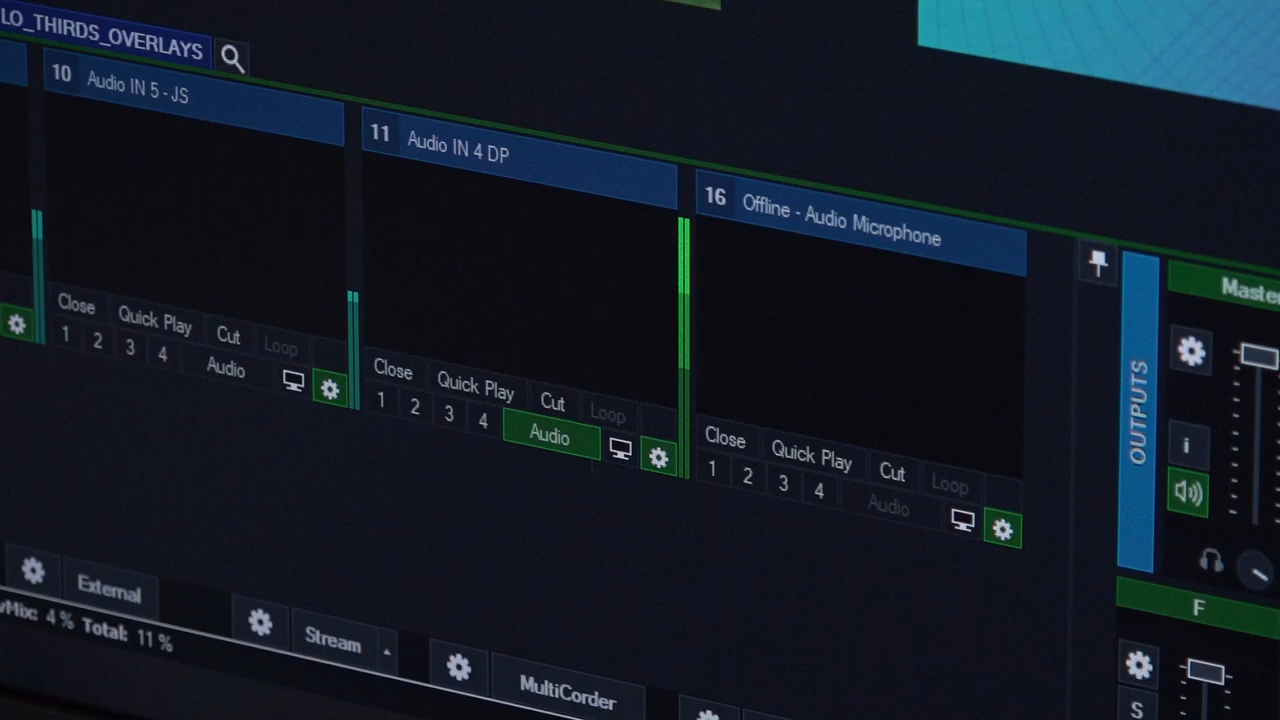 LO_THIRDS_OVERLAYS
10 Audio IN 5 - JS
11 Audio IN 4 DP
16 Offline - Audio Microphone
Close Quick Play Cut Loop
1 2 3 4 Audio
Close Quick Play Cut Loop
1 2 3 4 Audio
Close Quick Play Cut Loop
1 2 3 4 Audio
OUTPUTS
Maste
i
F
S
External
Stream
MultiCorder
vMix: 4 % Total: 11 %